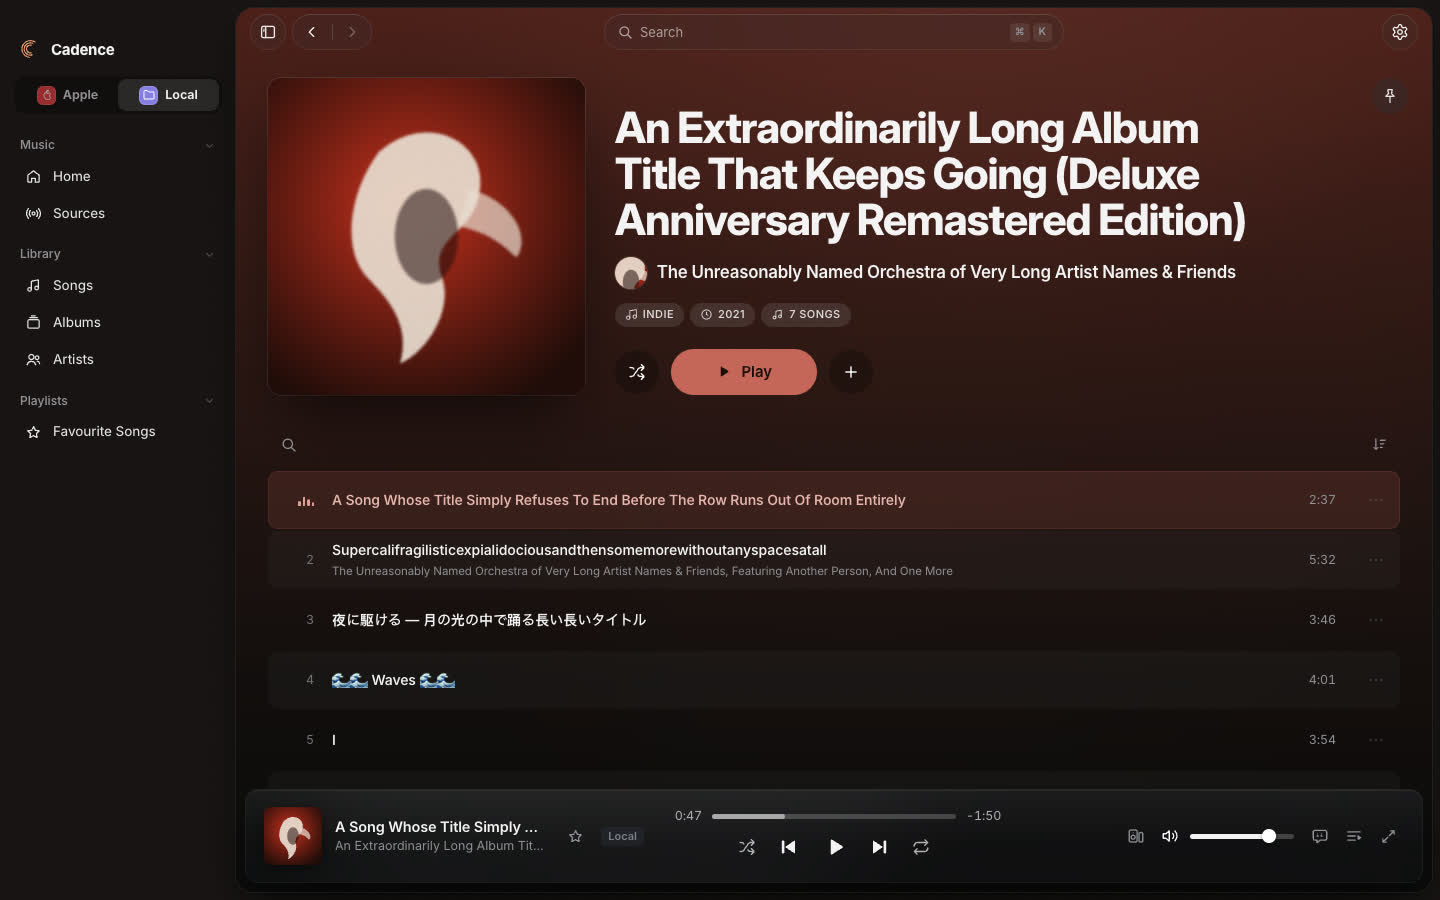 Cadence
Apple
Local
Music
Home
Sources
Library
Songs
Albums
Artists
Playlists
Favourite Songs
Search
⌘ K
An Extraordinarily Long Album
Title That Keeps Going (Deluxe
Anniversary Remastered Edition)
The Unreasonably Named Orchestra of Very Long Artist Names & Friends
INDIE
2021
7 SONGS
Play
A Song Whose Title Simply Refuses To End Before The Row Runs Out Of Room Entirely
2:37
2
Supercalifragilisticexpialidociousandthensomemorewithoutanyspacesatall
The Unreasonably Named Orchestra of Very Long Artist Names & Friends, Featuring Another Person, And One More
5:32
3
夜に駆ける — 月の光の中で踊る長い長いタイトル
3:46
4
🌊🌊 Waves 🌊🌊
4:01
5
I
3:54
A Song Whose Title Simply ...
An Extraordinarily Long Album Tit...
Local
0:47
-1:50